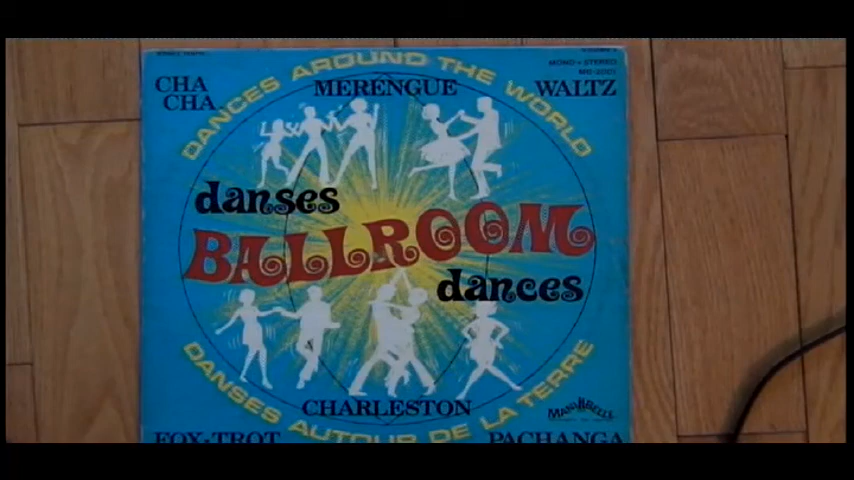 MONO • STEREO
DANCES AROUND THE WORLD
CHA
CHA
MERENGUE
WALTZ
danses
BALLROOM
dances
CHARLESTON
DANSES AUTOUR DE LA TERRE
FOX-TROT
PACHANGA